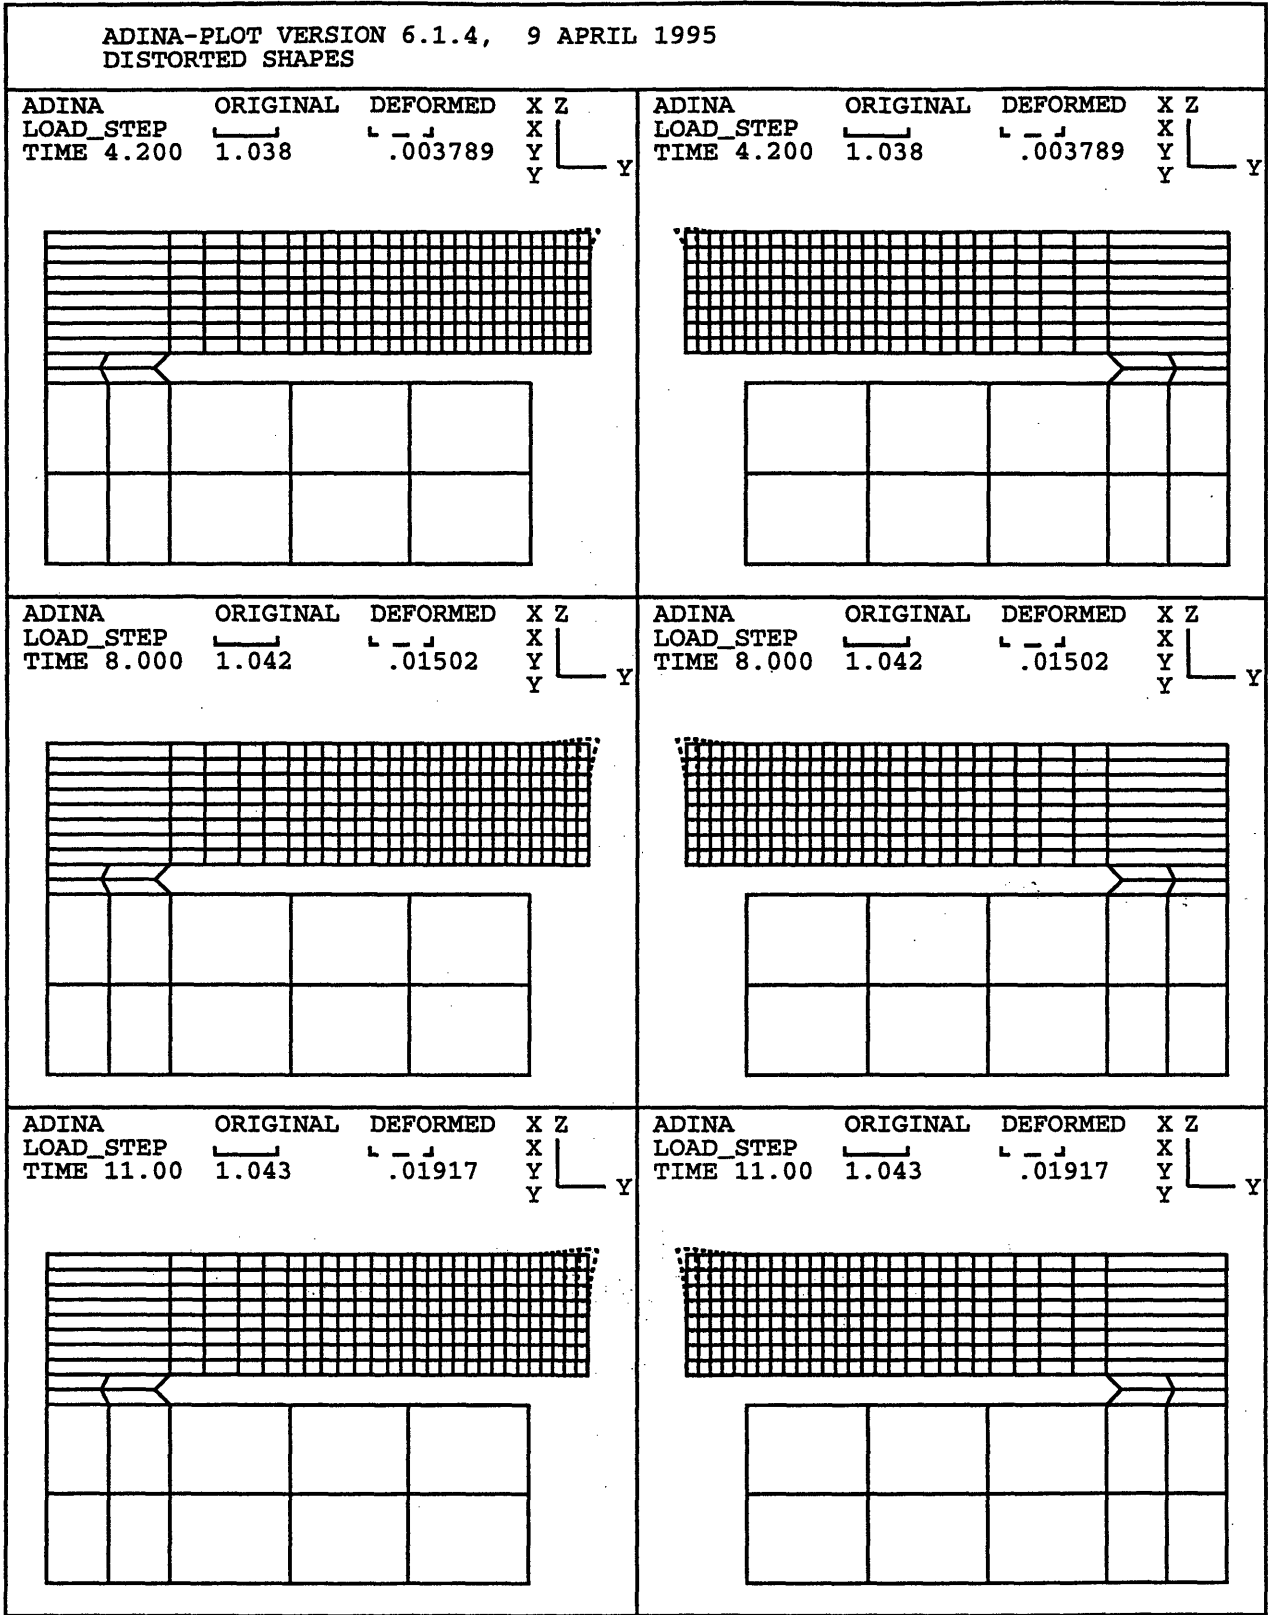 ADINA-PLOT VERSION 6.1.4, 9 APRIL 1995
DISTORTED SHAPES
ADINA ORIGINAL DEFORMED X Z
LOAD_STEP X
TIME 4.200 1.038 .003789 Y Y
Y
ADINA ORIGINAL DEFORMED X Z
LOAD_STEP X
TIME 4.200 1.038 .003789 Y Y
Y
ADINA ORIGINAL DEFORMED X Z
LOAD_STEP X
TIME 8.000 1.042 .01502 Y Y
Y
ADINA ORIGINAL DEFORMED X Z
LOAD_STEP X
TIME 8.000 1.042 .01502 Y Y
Y
ADINA ORIGINAL DEFORMED X Z
LOAD_STEP X
TIME 11.00 1.043 .01917 Y Y
Y
ADINA ORIGINAL DEFORMED X Z
LOAD_STEP X
TIME 11.00 1.043 .01917 Y Y
Y